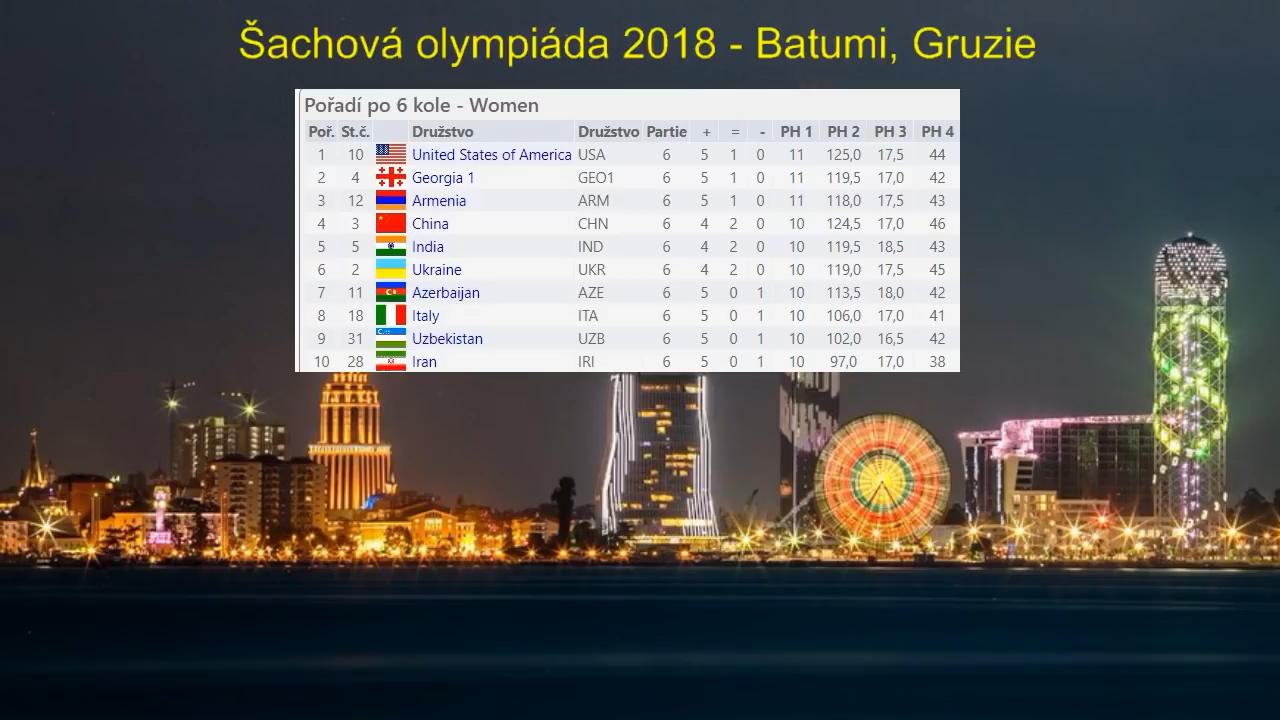 Šachová olympiáda 2018 - Batumi, Gruzie
Pořadí po 6 kole - Women
Poř. St.č. Družstvo Družstvo Partie + = - PH 1 PH 2 PH 3 PH 4
1 10 United States of America USA 6 5 1 0 11 125,0 17,5 44
2 4 Georgia 1 GEO1 6 5 1 0 11 119,5 17,0 42
3 12 Armenia ARM 6 5 1 0 11 118,0 17,5 43
4 3 China CHN 6 4 2 0 10 124,5 17,0 46
5 5 India IND 6 4 2 0 10 119,5 18,5 43
6 2 Ukraine UKR 6 4 2 0 10 119,0 17,5 45
7 11 Azerbaijan AZE 6 5 0 1 10 113,5 18,0 42
8 18 Italy ITA 6 5 0 1 10 106,0 17,0 41
9 31 Uzbekistan UZB 6 5 0 1 10 102,0 16,5 42
10 28 Iran IRI 6 5 0 1 10 97,0 17,0 38